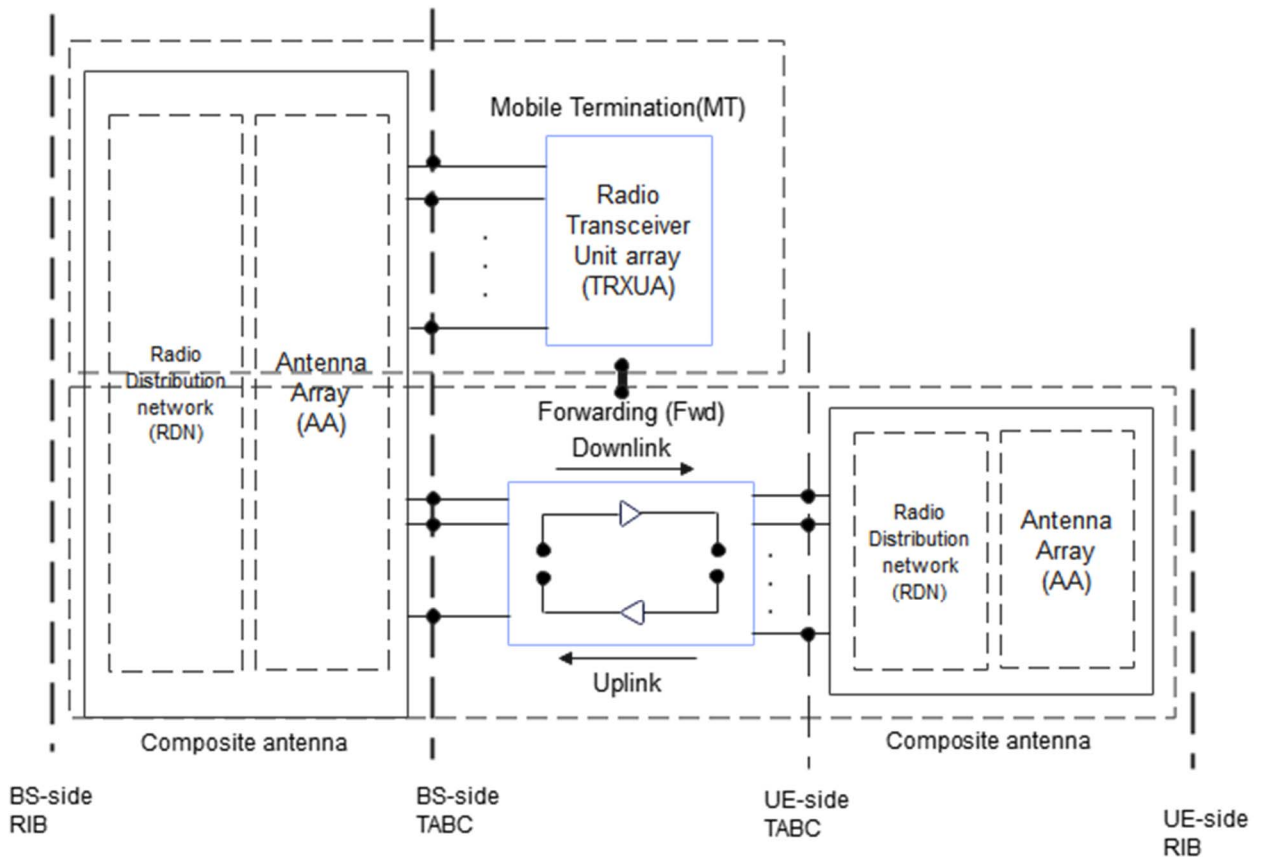 Mobile Termination(MT)
Radio
Transceiver
Unit array
(TRXUA)
Radio
Distribution
network
(RDN)
Antenna
Array
(AA)
Forwarding (Fwd)
Downlink
Uplink
Radio
Distribution
network
(RDN)
Antenna
Array
(AA)
Composite antenna
Composite antenna
BS-side
RIB
BS-side
TABC
UE-side
TABC
UE-side
RIB